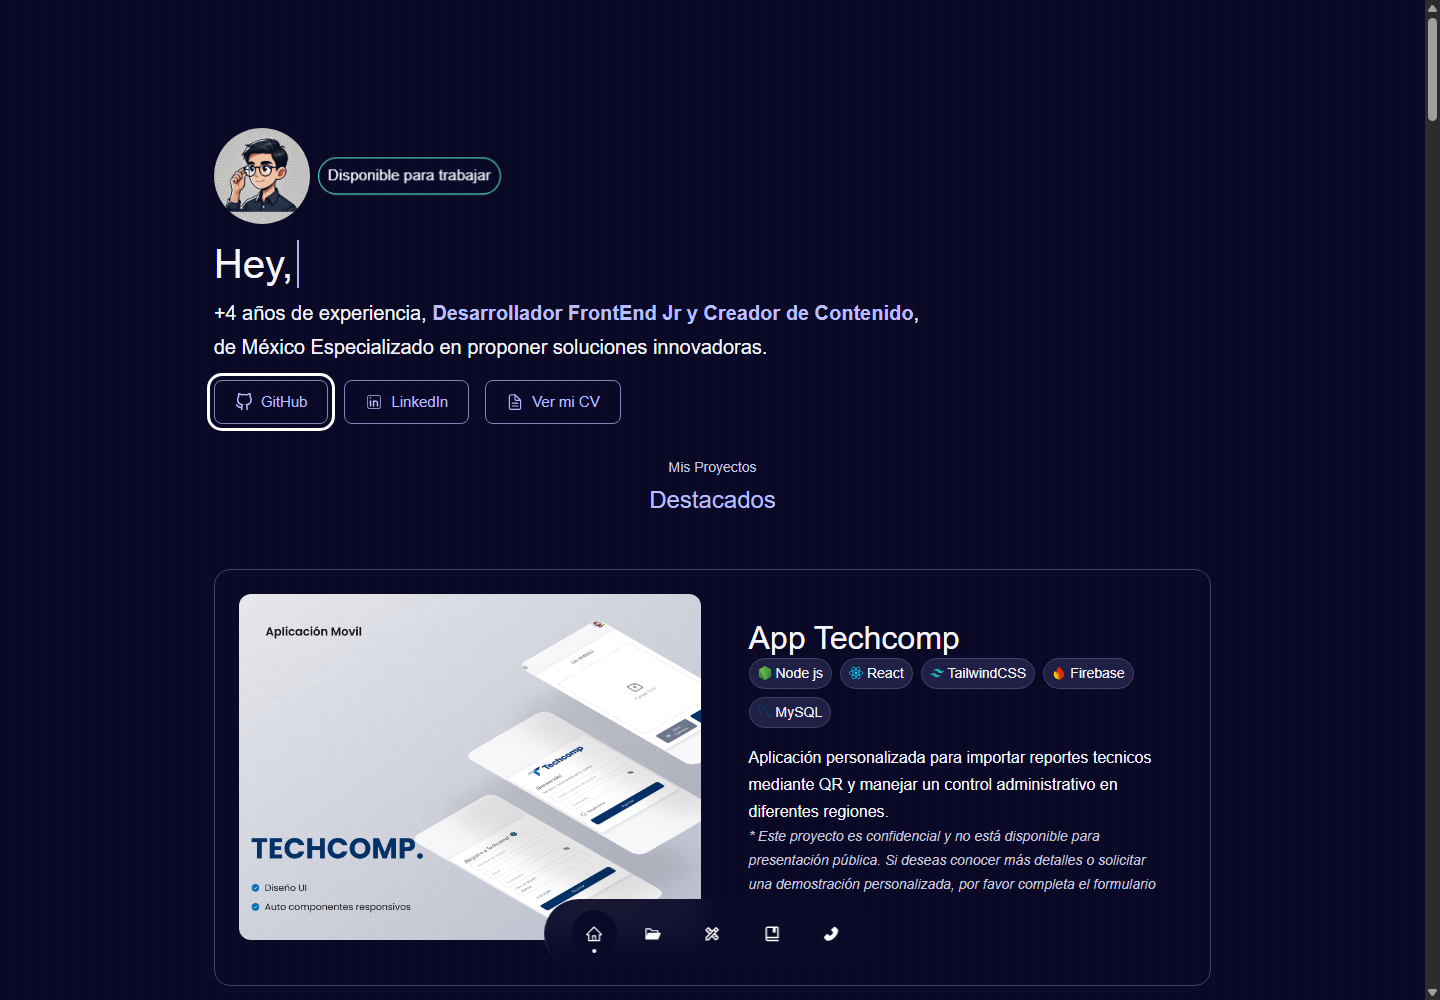 Disponible para trabajar
Hey,
+4 años de experiencia, Desarrollador FrontEnd Jr y Creador de Contenido,
de México Especializado en proponer soluciones innovadoras.
GitHub
LinkedIn
Ver mi CV
Mis Proyectos
Destacados
Aplicación Movil
Techcomp
TECHCOMP.
Diseño UI
Auto componentes responsivos
App Techcomp
Node js
React
TailwindCSS
Firebase
MySQL
Aplicación personalizada para importar reportes tecnicos
mediante QR y manejar un control administrativo en
diferentes regiones.
* Este proyecto es confidencial y no está disponible para
presentación pública. Si deseas conocer más detalles o solicitar
una demostración personalizada, por favor completa el formulario